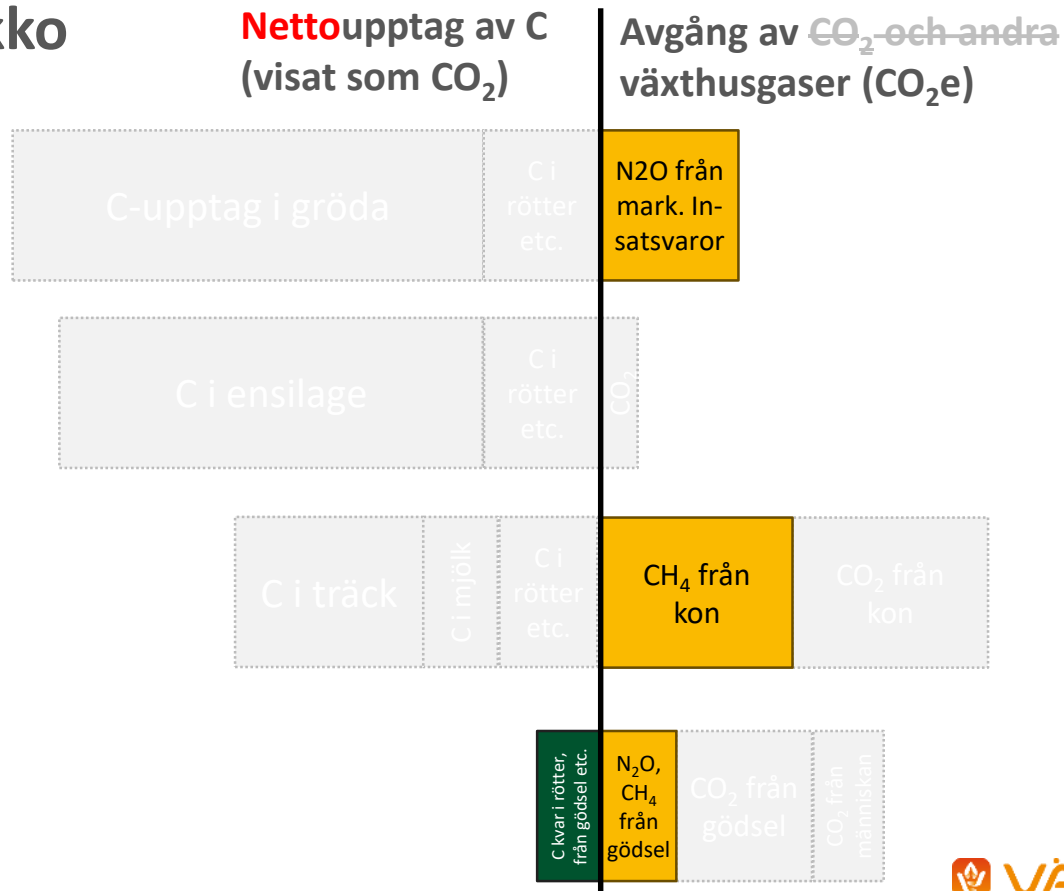 kko
Nettoupptag av C
(visat som CO₂)
Avgång av CO₂ och andra
växthusgaser (CO₂e)
C-upptag i gröda
C i
rötter
etc.
N2O från
mark. In-
satsvaror
C i ensilage
C i
rötter
etc.
CO₂
C i träck
C i mjölk
C i
rötter
etc.
CH₄ från
kon
CO₂ från
kon
C kvar i rötter,
från gödsel etc.
N₂O,
CH₄
från
gödsel
CO₂ från
gödsel
CO₂ från
människan